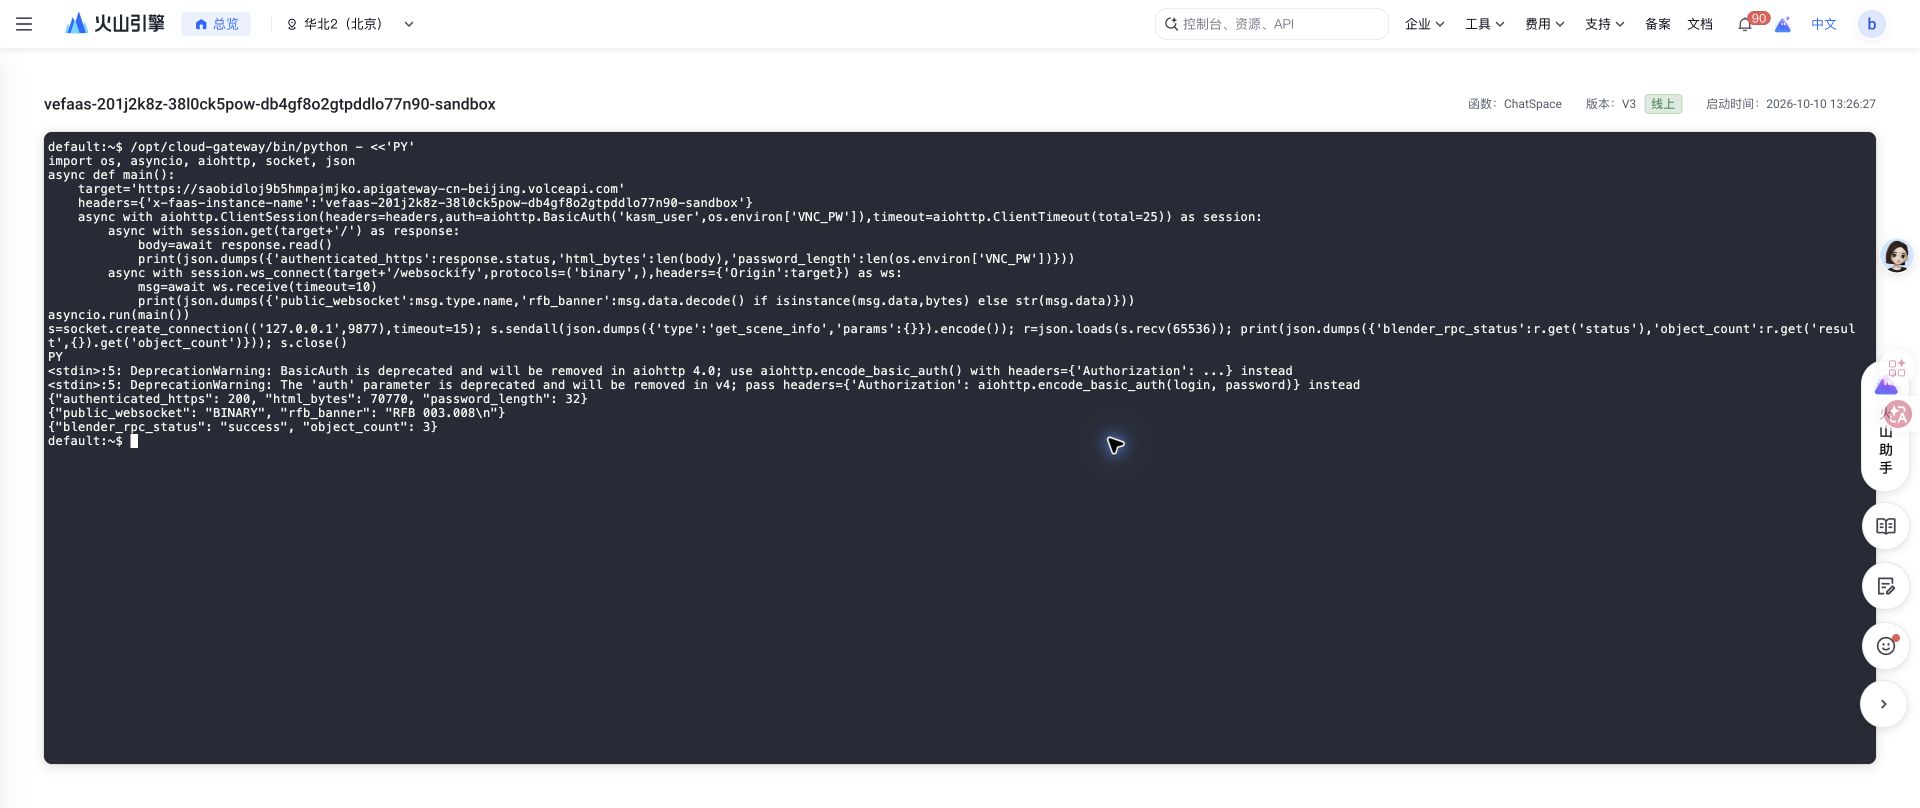 火山引擎 总览 华北2（北京） 控制台、资源、API 企业 工具 费用 支持 备案 文档 90 中文 b
vefaas-201j2k8z-38l0ck5pow-db4gf8o2gtpddlo77n90-sandbox 函数：ChatSpace 版本：V3 线上 启动时间：2026-10-10 13:26:27
default:~$ /opt/cloud-gateway/bin/python - <<'PY'
import os, asyncio, aiohttp, socket, json
async def main():
    target='https://saobidloj9b5hmpajmjko.apigateway-cn-beijing.volceapi.com'
    headers={'x-faas-instance-name':'vefaas-201j2k8z-38l0ck5pow-db4gf8o2gtpddlo77n90-sandbox'}
    async with aiohttp.ClientSession(headers=headers,auth=aiohttp.BasicAuth('kasm_user',os.environ['VNC_PW']),timeout=aiohttp.ClientTimeout(total=25)) as session:
        async with session.get(target+'/') as response:
            body=await response.read()
            print(json.dumps({'authenticated_https':response.status,'html_bytes':len(body),'password_length':len(os.environ['VNC_PW'])}))
        async with session.ws_connect(target+'/websockify',protocols=('binary',),headers={'Origin':target}) as ws:
            msg=await ws.receive(timeout=10)
            print(json.dumps({'public_websocket':msg.type.name,'rfb_banner':msg.data.decode() if isinstance(msg.data,bytes) else str(msg.data)}))
asyncio.run(main())
s=socket.create_connection(('127.0.0.1',9877),timeout=15); s.sendall(json.dumps({'type':'get_scene_info','params':{}}).encode()); r=json.loads(s.recv(65536)); print(json.dumps({'blender_rpc_status':r.get('status'),'object_count':r.get('resul
t',{}).get('object_count')})); s.close()
PY
<stdin>:5: DeprecationWarning: BasicAuth is deprecated and will be removed in aiohttp 4.0; use aiohttp.encode_basic_auth() with headers={'Authorization': ...} instead
<stdin>:5: DeprecationWarning: The 'auth' parameter is deprecated and will be removed in v4; pass headers={'Authorization': aiohttp.encode_basic_auth(login, password)} instead
{"authenticated_https": 200, "html_bytes": 70770, "password_length": 32}
{"public_websocket": "BINARY", "rfb_banner": "RFB 003.008\n"}
{"blender_rpc_status": "success", "object_count": 3}
default:~$
火
山
助
手